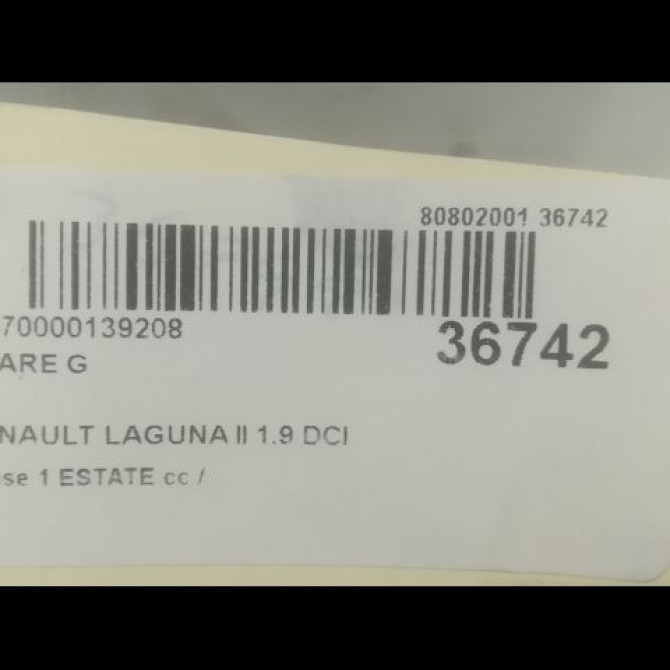 80802001 36742
70000139208
36742
ARE G
NAULT LAGUNA II 1.9 DCI
se 1 ESTATE cc /